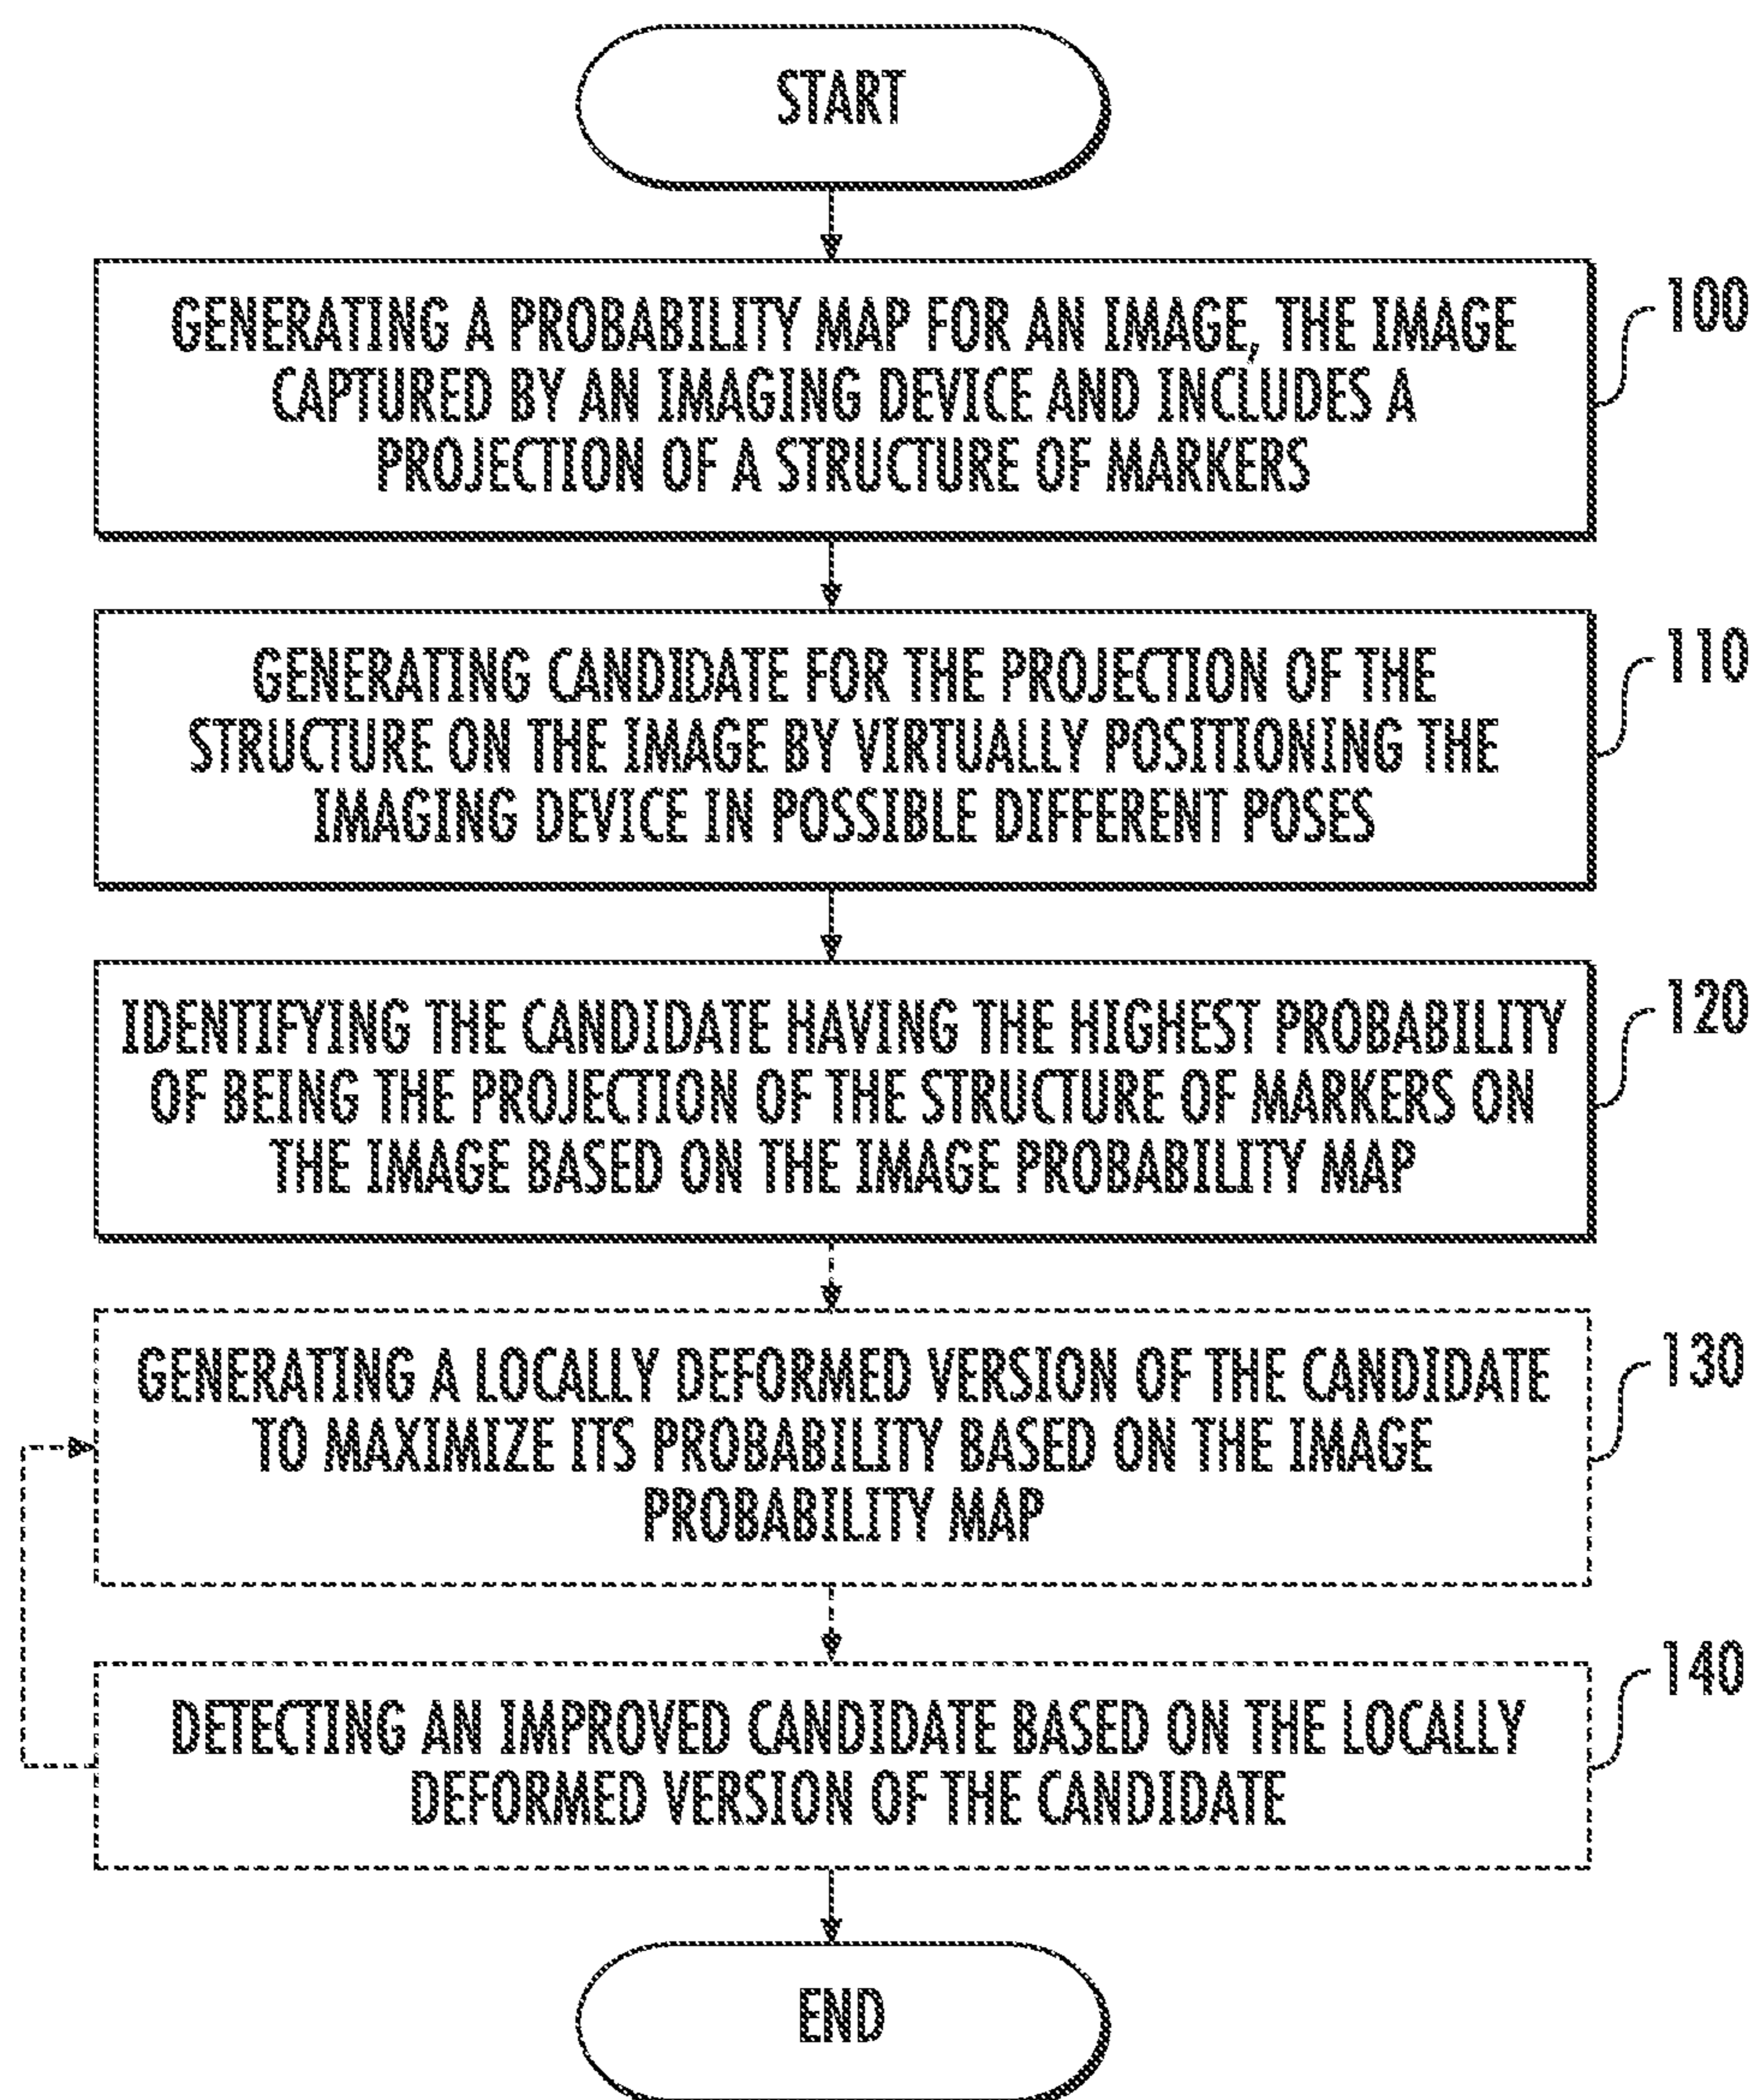 START
GENERATING A PROBABILITY MAP FOR AN IMAGE, THE IMAGE
CAPTURED BY AN IMAGING DEVICE AND INCLUDES A
PROJECTION OF A STRUCTURE OF MARKERS
100
GENERATING CANDIDATE FOR THE PROJECTION OF THE
STRUCTURE ON THE IMAGE BY VIRTUALLY POSITIONING THE
IMAGING DEVICE IN POSSIBLE DIFFERENT POSES
110
IDENTIFYING THE CANDIDATE HAVING THE HIGHEST PROBABILITY
OF BEING THE PROJECTION OF THE STRUCTURE OF MARKERS ON
THE IMAGE BASED ON THE IMAGE PROBABILITY MAP
120
GENERATING A LOCALLY DEFORMED VERSION OF THE CANDIDATE
TO MAXIMIZE ITS PROBABILITY BASED ON THE IMAGE
PROBABILITY MAP
130
DETECTING AN IMPROVED CANDIDATE BASED ON THE LOCALLY
DEFORMED VERSION OF THE CANDIDATE
140
END